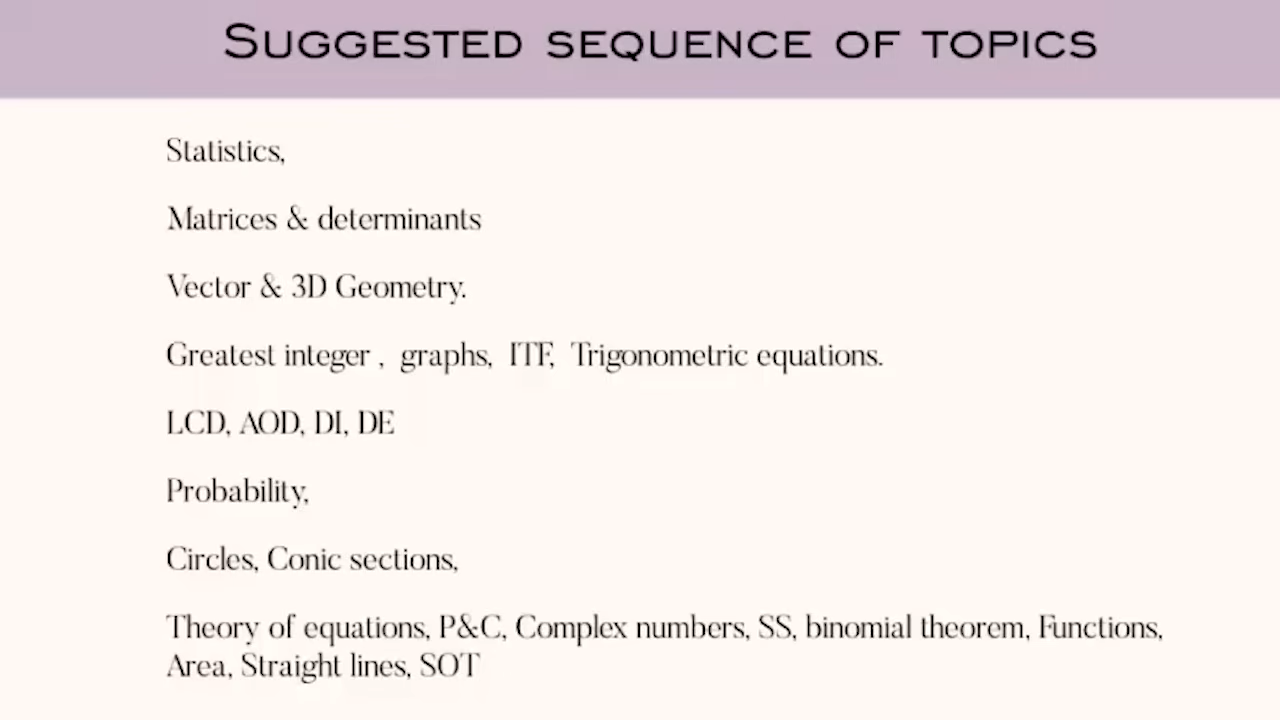 SUGGESTED SEQUENCE OF TOPICS
Statistics,
Matrices & determinants
Vector & 3D Geometry.
Greatest integer , graphs, ITF, Trigonometric equations.
LCD, AOD, DI, DE
Probability,
Circles, Conic sections,
Theory of equations, P&C, Complex numbers, SS, binomial theorem, Functions,
Area, Straight lines, SOT